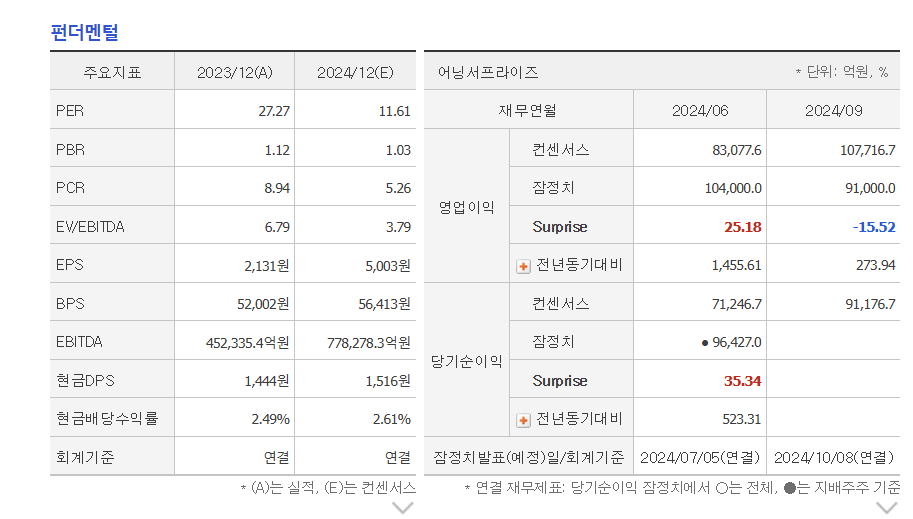 펀더멘털
주요지표 2023/12(A) 2024/12(E)
PER 27.27 11.61
PBR 1.12 1.03
PCR 8.94 5.26
EV/EBITDA 6.79 3.79
EPS 2,131원 5,003원
BPS 52,002원 56,413원
EBITDA 452,335.4억원 778,278.3억원
현금DPS 1,444원 1,516원
현금배당수익률 2.49% 2.61%
회계기준 연결 연결
* (A)는 실적, (E)는 컨센서스
어닝서프라이즈 * 단위: 억원, %
재무연월 2024/06 2024/09
영업이익
컨센서스 83,077.6 107,716.7
잠정치 104,000.0 91,000.0
Surprise 25.18 -15.52
전년동기대비 1,455.61 273.94
당기순이익
컨센서스 71,246.7 91,176.7
잠정치 ● 96,427.0
Surprise 35.34
전년동기대비 523.31
잠정치발표(예정)일/회계기준 2024/07/05(연결) 2024/10/08(연결)
* 연결 재무제표: 당기순이익 잠정치에서 ○는 전체, ●는 지배주주 기준